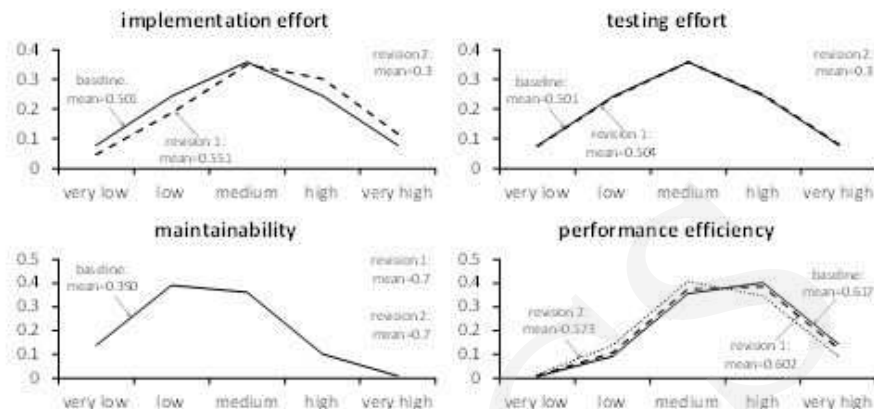 implementation effort
0.4
0.3
0.2
0.1
0
baseline:
mean=0.501
revision 1:
mean=0.551
revision 2:
mean=0.3
very low low medium high very high
testing effort
0.4
0.3
0.2
0.1
0
baseline:
mean=0.501
revision 1:
mean=0.504
revision 2:
mean=0.3
very low low medium high very high
maintainability
0.5
0.4
0.3
0.2
0.1
0
baseline:
mean=0.350
revision 1:
mean=0.7
revision 2:
mean=0.7
very low low medium high very high
performance efficiency
0.5
0.4
0.3
0.2
0.1
0
revision 2:
mean=0.573
baseline:
mean=0.617
revision 1:
mean=0.602
very low low medium high very high